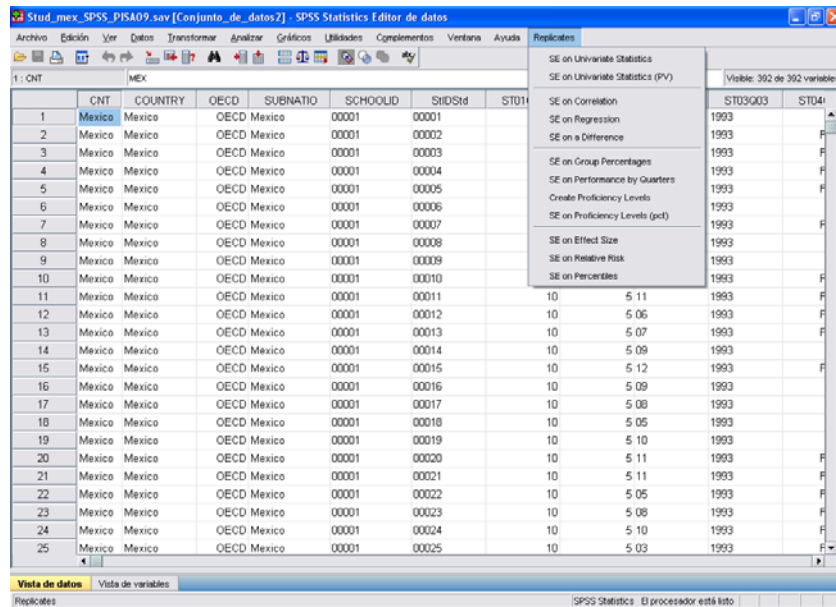 Stud_mex_SPSS_PISA09.sav [Conjunto_de_datos2] - SPSS Statistics Editor de datos
Archivo Edición Ver Datos Transformar Analizar Gráficos Utilidades Complementos Ventana Ayuda Replicates
1 : CNT MEX Visible: 392 de 392 variable
SE on Univariate Statistics
SE on Univariate Statistics (PV)
SE on Correlation
SE on Regression
SE on a Difference
SE on Group Percentages
SE on Performance by Quarters
Create Proficiency Levels
SE on Proficiency Levels (pct)
SE on Effect Size
SE on Relative Risk
SE on Percentiles
CNT COUNTRY OECD SUBNATIO SCHOOLID StIDStd ST01 ST03Q03 ST04
1 Mexico Mexico OECD Mexico 00001 00001 1993
2 Mexico Mexico OECD Mexico 00001 00002 1993 F
3 Mexico Mexico OECD Mexico 00001 00003 1993
4 Mexico Mexico OECD Mexico 00001 00004 1993 F
5 Mexico Mexico OECD Mexico 00001 00005 1993 F
6 Mexico Mexico OECD Mexico 00001 00006 1993
7 Mexico Mexico OECD Mexico 00001 00007 1993 F
8 Mexico Mexico OECD Mexico 00001 00008 1993
9 Mexico Mexico OECD Mexico 00001 00009 1993
10 Mexico Mexico OECD Mexico 00001 00010 1993 F
11 Mexico Mexico OECD Mexico 00001 00011 10 5 11 1993 F
12 Mexico Mexico OECD Mexico 00001 00012 10 5 06 1993 F
13 Mexico Mexico OECD Mexico 00001 00013 10 5 07 1993 F
14 Mexico Mexico OECD Mexico 00001 00014 10 5 09 1993
15 Mexico Mexico OECD Mexico 00001 00015 10 5 12 1993 F
16 Mexico Mexico OECD Mexico 00001 00016 10 5 09 1993
17 Mexico Mexico OECD Mexico 00001 00017 10 5 08 1993
18 Mexico Mexico OECD Mexico 00001 00018 10 5 05 1993
19 Mexico Mexico OECD Mexico 00001 00019 10 5 10 1993
20 Mexico Mexico OECD Mexico 00001 00020 10 5 11 1993 F
21 Mexico Mexico OECD Mexico 00001 00021 10 5 11 1993 F
22 Mexico Mexico OECD Mexico 00001 00022 10 5 05 1993 F
23 Mexico Mexico OECD Mexico 00001 00023 10 5 08 1993 F
24 Mexico Mexico OECD Mexico 00001 00024 10 5 10 1993 F
25 Mexico Mexico OECD Mexico 00001 00025 10 5 03 1993 F
Vista de datos Vista de variables
Replicates SPSS Statistics El procesador está listo